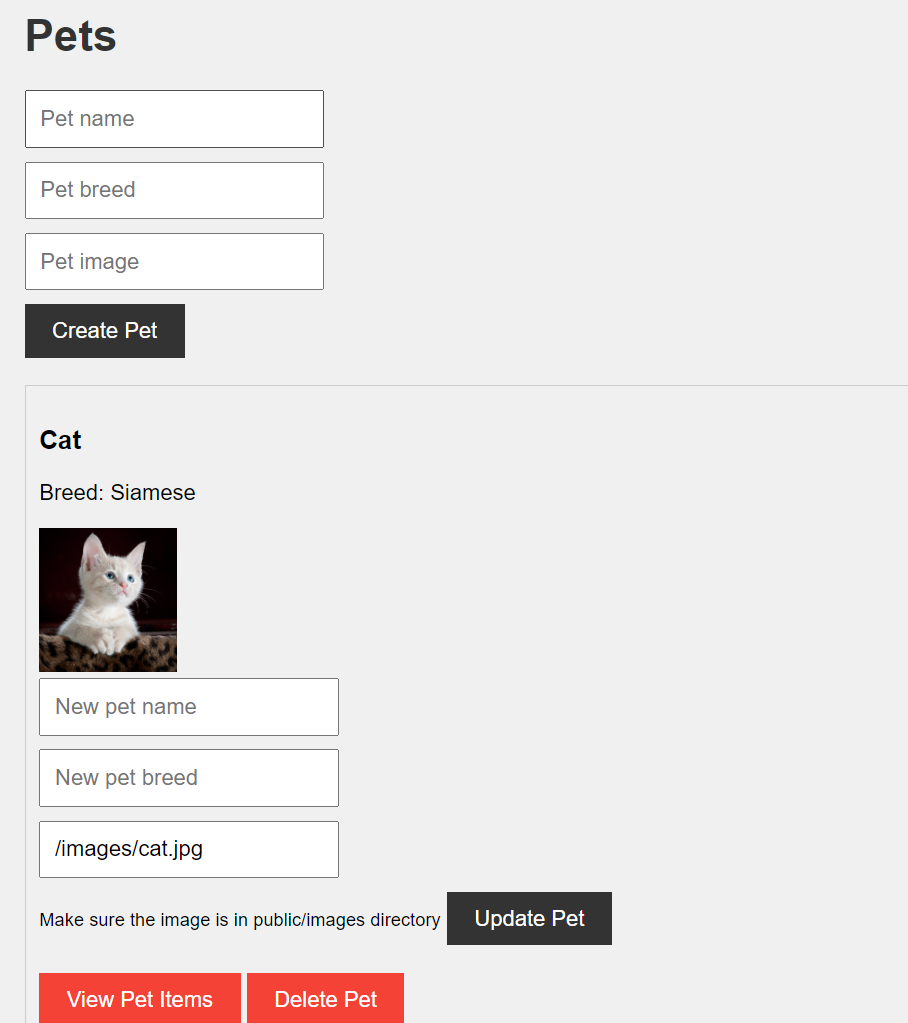 Pets
Pet name
Pet breed
Pet image
Create Pet
Cat
Breed: Siamese
New pet name
New pet breed
/images/cat.jpg
Make sure the image is in public/images directory Update Pet
View Pet Items Delete Pet